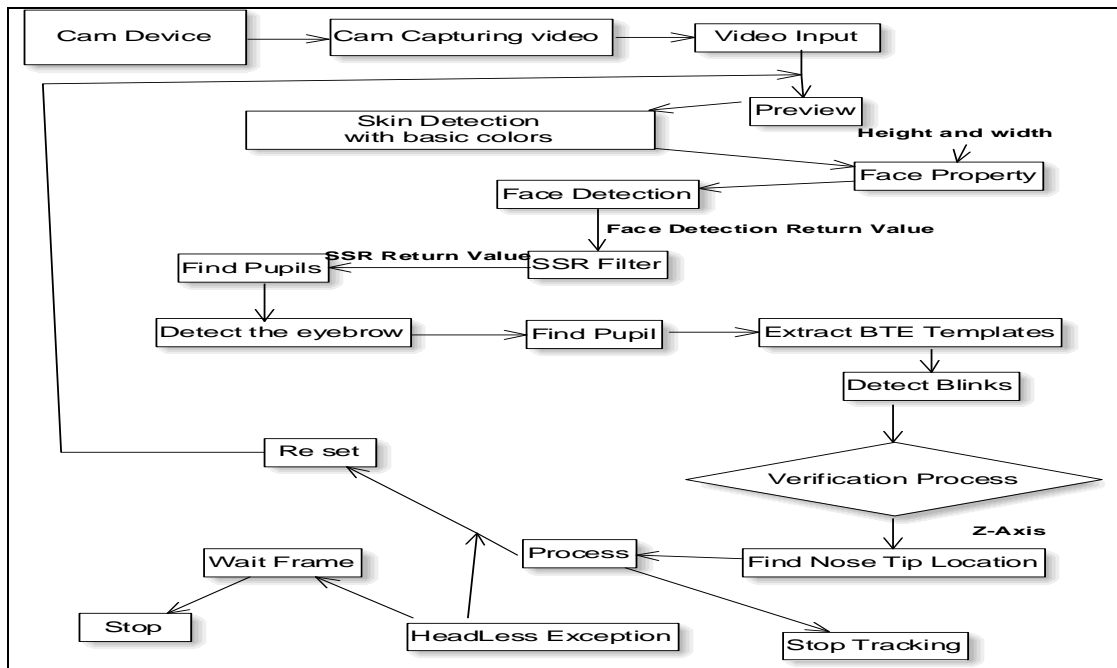 Cam Device
Cam Capturing video
Video Input
Preview
Skin Detection
with basic colors
Height and width
Face Property
Face Detection
Face Detection Return Value
SSR Return Value
SSR Filter
Find Pupils
Detect the eyebrow
Find Pupil
Extract BTE Templates
Detect Blinks
Re set
Verification Process
Z-Axis
Process
Find Nose Tip Location
Wait Frame
Stop
HeadLess Exception
Stop Tracking